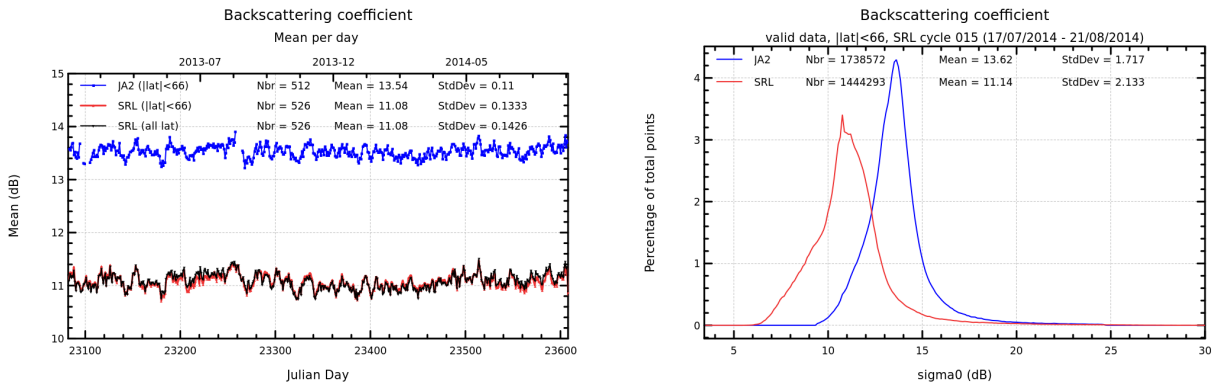 Backscattering coefficient
Mean per day
2013-07 2013-12 2014-05
JA2 (|lat|<66) Nbr = 512 Mean = 13.54 StdDev = 0.11
SRL (|lat|<66) Nbr = 526 Mean = 11.08 StdDev = 0.1333
SRL (all lat) Nbr = 526 Mean = 11.08 StdDev = 0.1426
15
14
13
12
11
10
Mean (dB)
23100 23200 23300 23400 23500 23600
Julian Day
Backscattering coefficient
valid data, |lat|<66, SRL cycle 015 (17/07/2014 - 21/08/2014)
JA2 Nbr = 1738572 Mean = 13.62 StdDev = 1.717
SRL Nbr = 1444293 Mean = 11.14 StdDev = 2.133
4
3
2
1
0
Percentage of total points
5 10 15 20 25 30
sigma0 (dB)